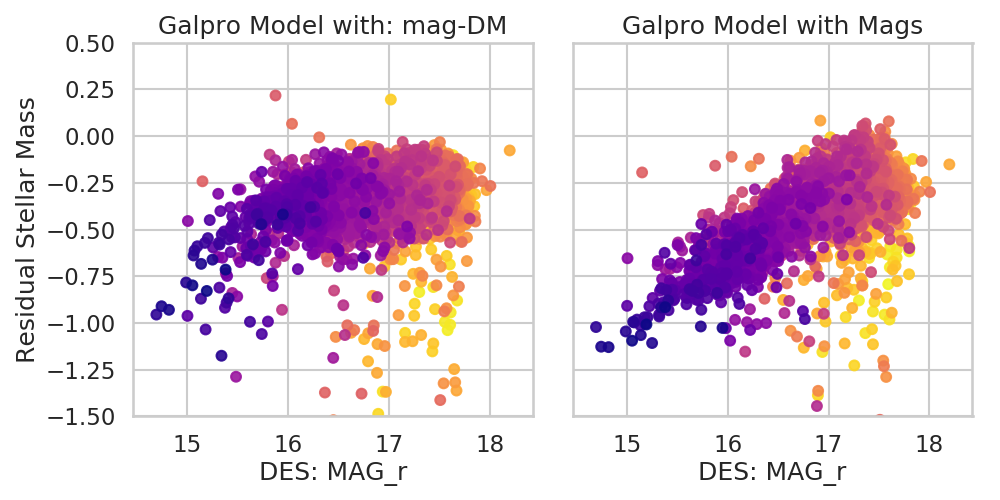 Galpro Model with: mag-DM
Galpro Model with Mags
0.50
0.25
0.00
−0.25
−0.50
−0.75
−1.00
−1.25
−1.50
Residual Stellar Mass
15 16 17 18
15 16 17 18
DES: MAG_r
DES: MAG_r